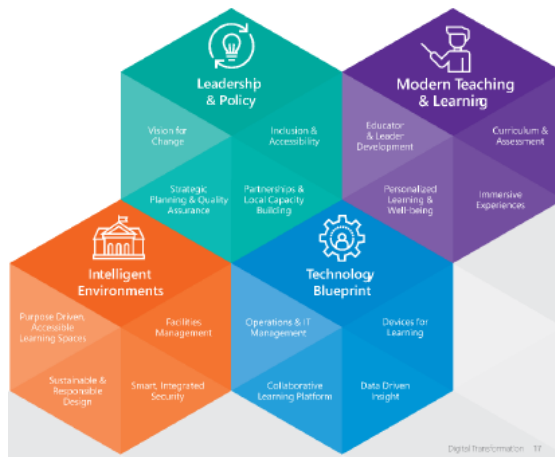 Leadership
& Policy
Vision for
Change
Inclusion &
Accessibility
Strategic
Planning & Quality
Assurance
Partnerships &
Local Capacity
Building
Modern Teaching
& Learning
Educator
& Leader
Development
Curriculum &
Assessment
Personalized
Learning &
Well-being
Immersive
Experiences
Intelligent
Environments
Purpose Driven,
Accessible
Learning Spaces
Facilities
Management
Sustainable &
Responsible
Design
Smart, Integrated
Security
Technology
Blueprint
Operations & IT
Management
Devices for
Learning
Collaborative
Learning Platform
Data Driven
Insight
Digital Transformation 17